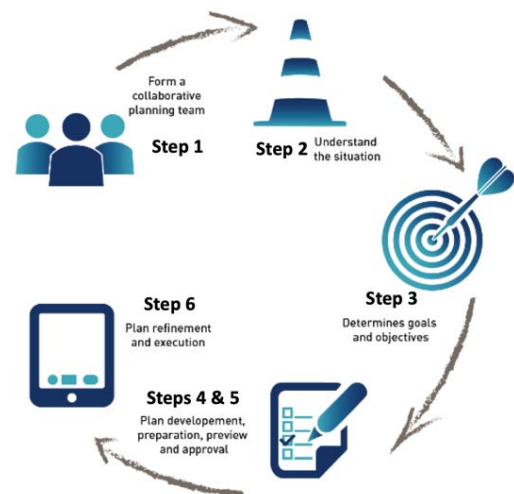 Form a
collaborative
planning team
Step 1
Step 2
Understand
the situation
Step 3
Determines goals
and objectives
Steps 4 & 5
Plan developement,
preparation, preview
and approval
Step 6
Plan refinement
and execution